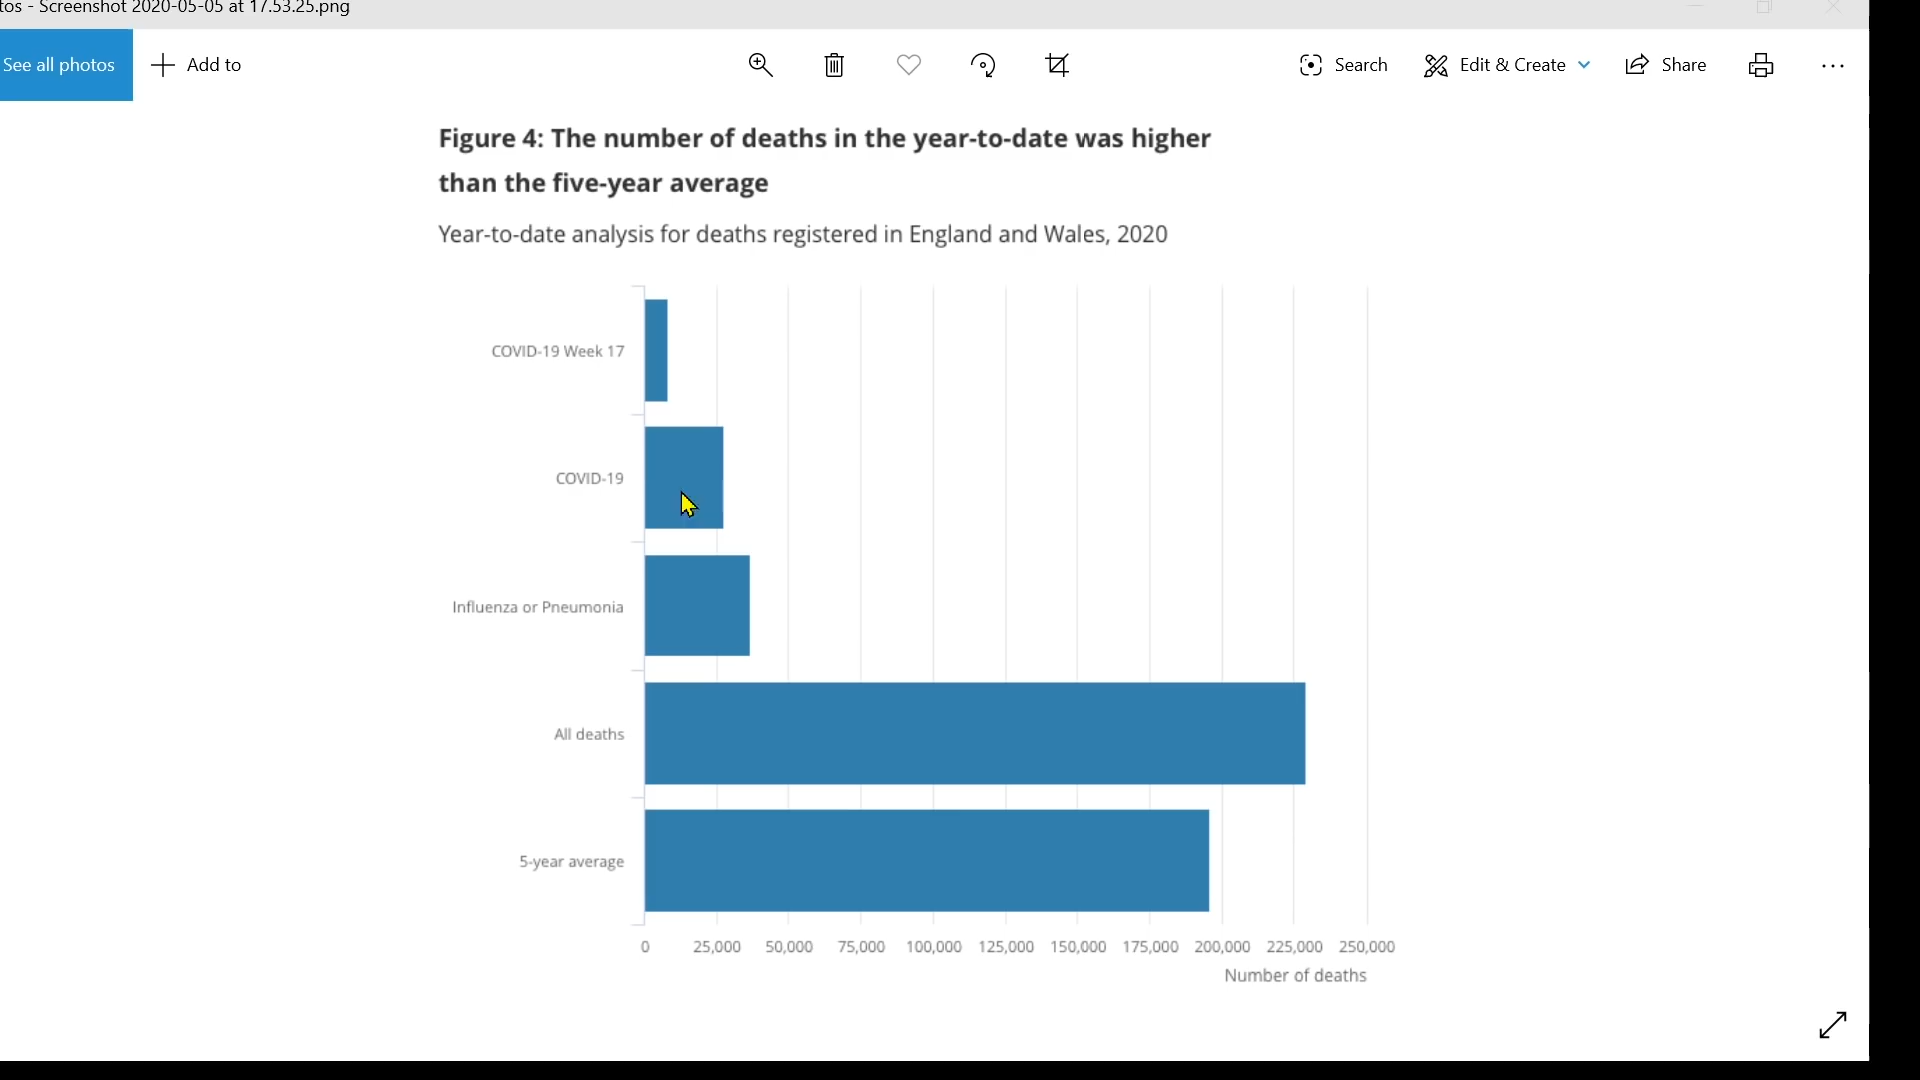 tos - Screenshot 2020-05-05 at 17.53.25.png
See all photos
Add to
Search
Edit & Create
Share
Figure 4: The number of deaths in the year-to-date was higher
than the five-year average
Year-to-date analysis for deaths registered in England and Wales, 2020
COVID-19 Week 17
COVID-19
Influenza or Pneumonia
All deaths
5-year average
0 25,000 50,000 75,000 100,000 125,000 150,000 175,000 200,000 225,000 250,000
Number of deaths